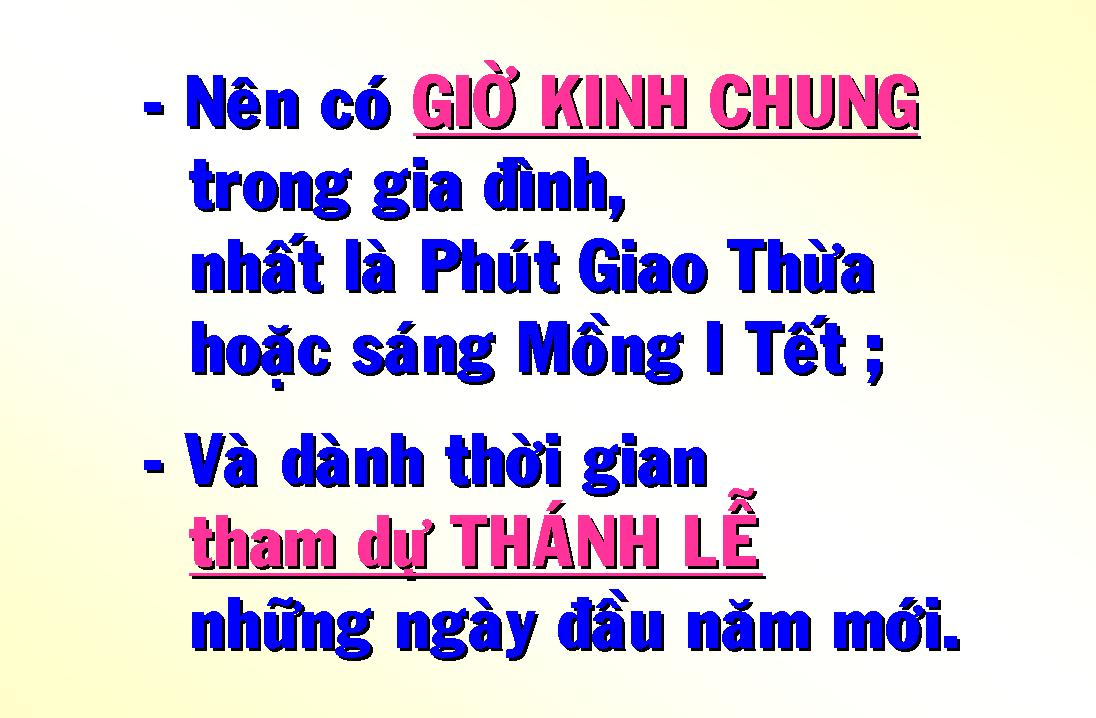 - Nên có GIỜ KINH CHUNG
trong gia đình,
nhất là Phút Giao Thừa
hoặc sáng Mồng I Tết ;
- Và dành thời gian
tham dự THÁNH LỄ
những ngày đầu năm mới.